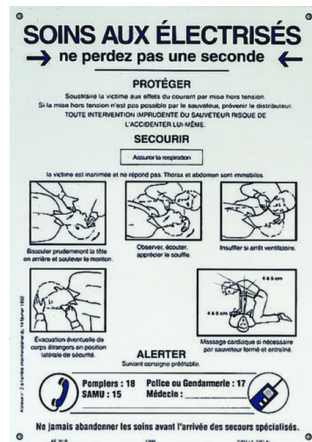 SOINS AUX ÉLECTRISÉS
ne perdez pas une seconde
PROTÉGER
Soustraire la victime aux effets du courant par mise hors tension.
Si la mise hors tension n'est pas possible par le sauveteur, prévenir le distributeur.
TOUTE INTERVENTION IMPRUDENTE DU SAUVETEUR RISQUE DE
L'ACCIDENTER LUI-MÊME.
SECOURIR
Assurer la respiration
la victime est inanimée et ne répond pas. Thorax et abdomen sont immobiles.
Basculer prudemment la tête
en arrière et soulever le menton.
Observer, écouter,
apprécier le souffle.
Insuffler si arrêt ventilatoire.
4 à 5 cm
4 à 5 cm
Évacuation éventuelle de
corps étrangers en position
latérale de sécurité.
Massage cardiaque si nécessaire
par sauveteur formé et entraîné.
ALERTER
Suivant consigne préétablie.
Pompiers : 18
SAMU : 15
Police ou Gendarmerie : 17
Médecin :
Ne jamais abandonner les soins avant l'arrivée des secours spécialisés.